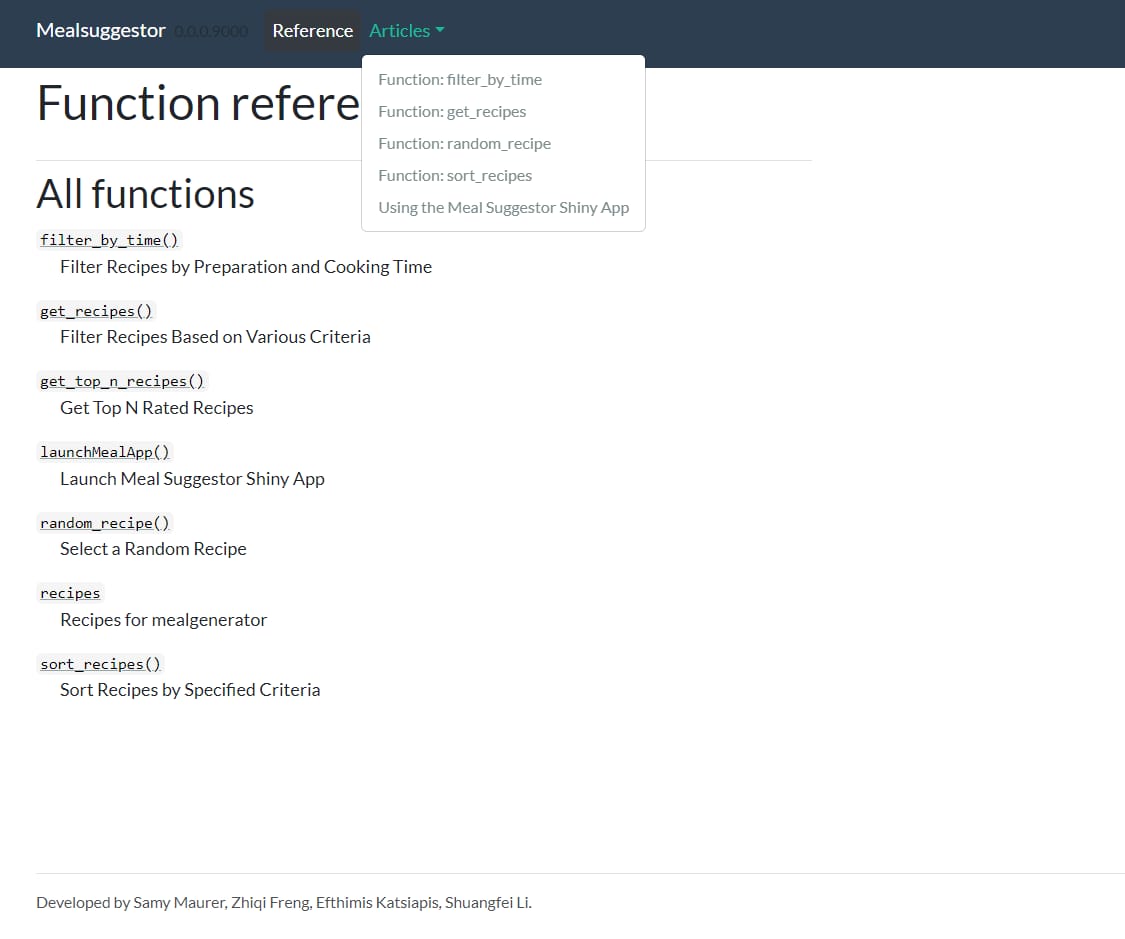 Mealsuggestor 0.0.0.9000 Reference Articles
Function: filter_by_time
Function: get_recipes
Function: random_recipe
Function: sort_recipes
Using the Meal Suggestor Shiny App
Function refere
All functions
filter_by_time()
Filter Recipes by Preparation and Cooking Time
get_recipes()
Filter Recipes Based on Various Criteria
get_top_n_recipes()
Get Top N Rated Recipes
launchMealApp()
Launch Meal Suggestor Shiny App
random_recipe()
Select a Random Recipe
recipes
Recipes for mealgenerator
sort_recipes()
Sort Recipes by Specified Criteria
Developed by Samy Maurer, Zhiqi Freng, Efthimis Katsiapis, Shuangfei Li.